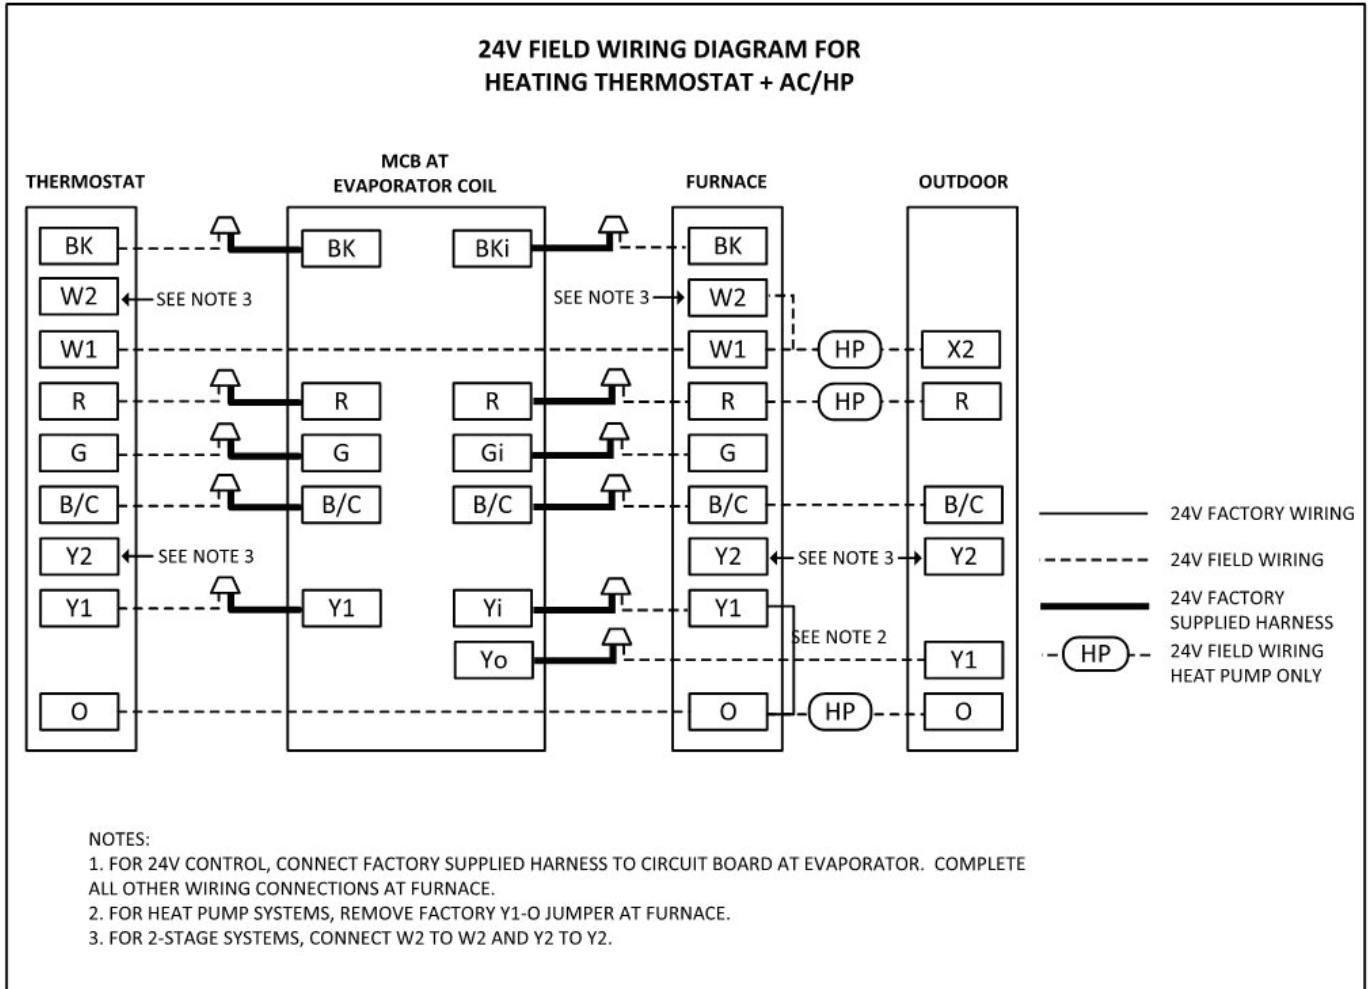 24V FIELD WIRING DIAGRAM FOR
HEATING THERMOSTAT + AC/HP
THERMOSTAT
MCB AT
EVAPORATOR COIL
FURNACE
OUTDOOR
BK
BK
BKi
BK
W2
SEE NOTE 3
SEE NOTE 3
W2
W1
W1
HP
X2
R
R
R
R
HP
R
G
G
Gi
G
B/C
B/C
B/C
B/C
B/C
Y2
SEE NOTE 3
Y2
SEE NOTE 3
Y2
Y1
Y1
Yi
Y1
SEE NOTE 2
Yo
Y1
O
O
HP
O
24V FACTORY WIRING
24V FIELD WIRING
24V FACTORY
SUPPLIED HARNESS
HP
24V FIELD WIRING
HEAT PUMP ONLY
NOTES:
1. FOR 24V CONTROL, CONNECT FACTORY SUPPLIED HARNESS TO CIRCUIT BOARD AT EVAPORATOR. COMPLETE
ALL OTHER WIRING CONNECTIONS AT FURNACE.
2. FOR HEAT PUMP SYSTEMS, REMOVE FACTORY Y1-O JUMPER AT FURNACE.
3. FOR 2-STAGE SYSTEMS, CONNECT W2 TO W2 AND Y2 TO Y2.